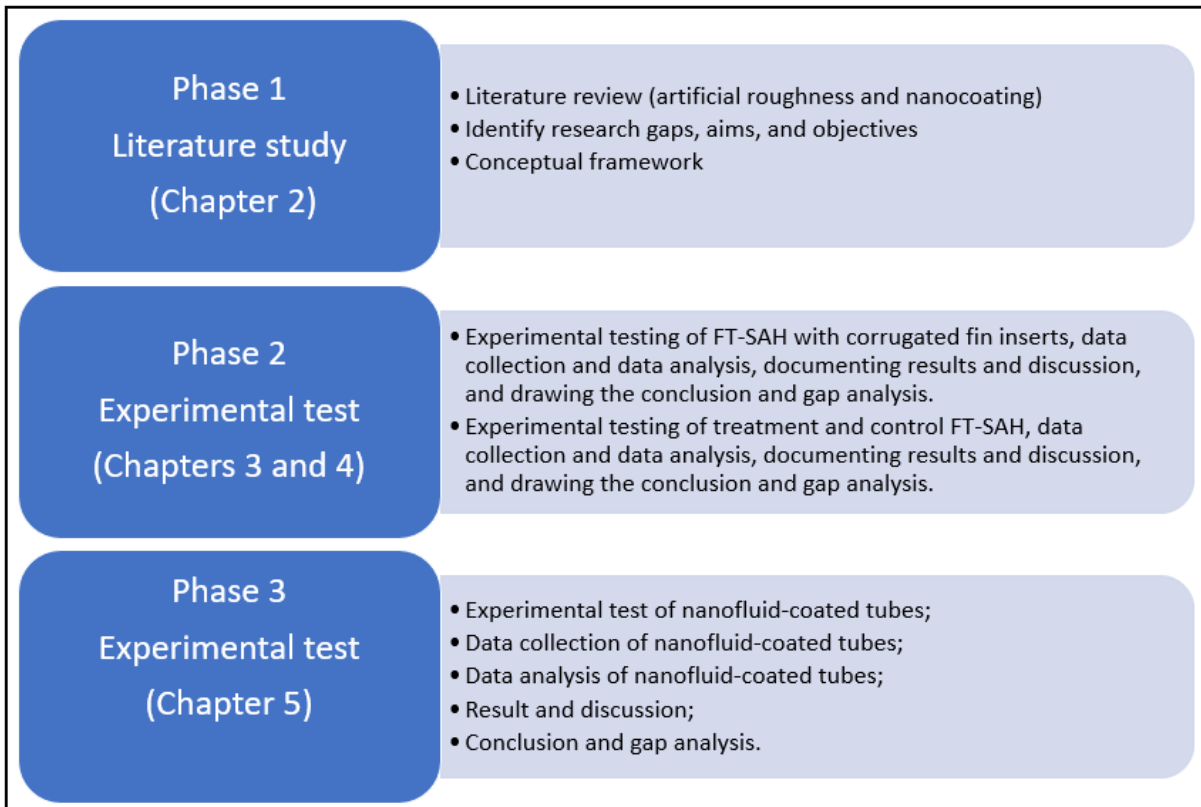 Phase 1
Literature study
(Chapter 2)
• Literature review (artificial roughness and nanocoating)
• Identify research gaps, aims, and objectives
• Conceptual framework
Phase 2
Experimental test
(Chapters 3 and 4)
• Experimental testing of FT-SAH with corrugated fin inserts, data
collection and data analysis, documenting results and discussion,
and drawing the conclusion and gap analysis.
• Experimental testing of treatment and control FT-SAH, data
collection and data analysis, documenting results and discussion,
and drawing the conclusion and gap analysis.
Phase 3
Experimental test
(Chapter 5)
• Experimental test of nanofluid-coated tubes;
• Data collection of nanofluid-coated tubes;
• Data analysis of nanofluid-coated tubes;
• Result and discussion;
• Conclusion and gap analysis.